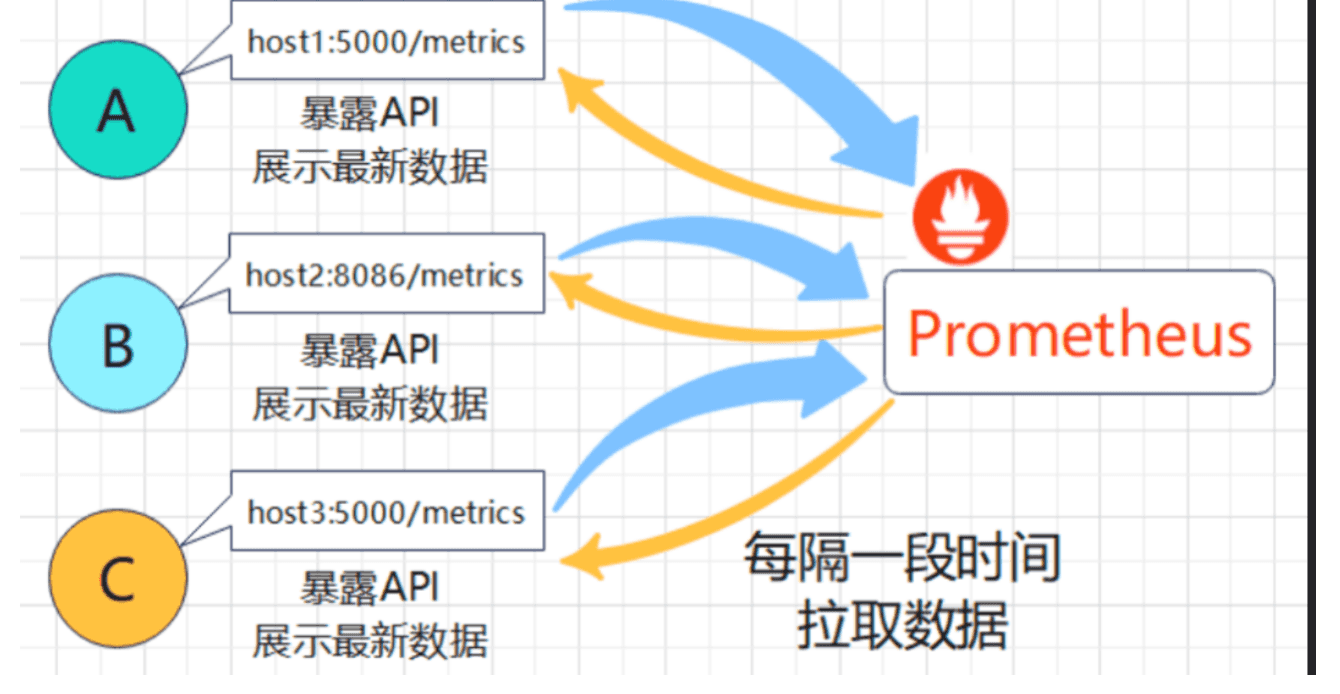 A
host1:5000/metrics
暴露API
展示最新数据
B
host2:8086/metrics
暴露API
展示最新数据
Prometheus
C
host3:5000/metrics
暴露API
展示最新数据
每隔一段时间
拉取数据